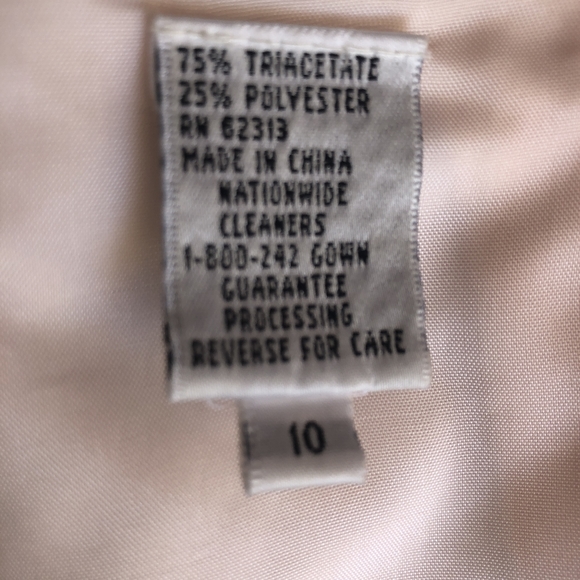 75% TRIACETATE
25% POLYESTER
RN 62313
MADE IN CHINA
NATIONWIDE
CLEANERS
1-800-242 GOWN
GUARANTEE
PROCESSING
REVERSE FOR CARE
10